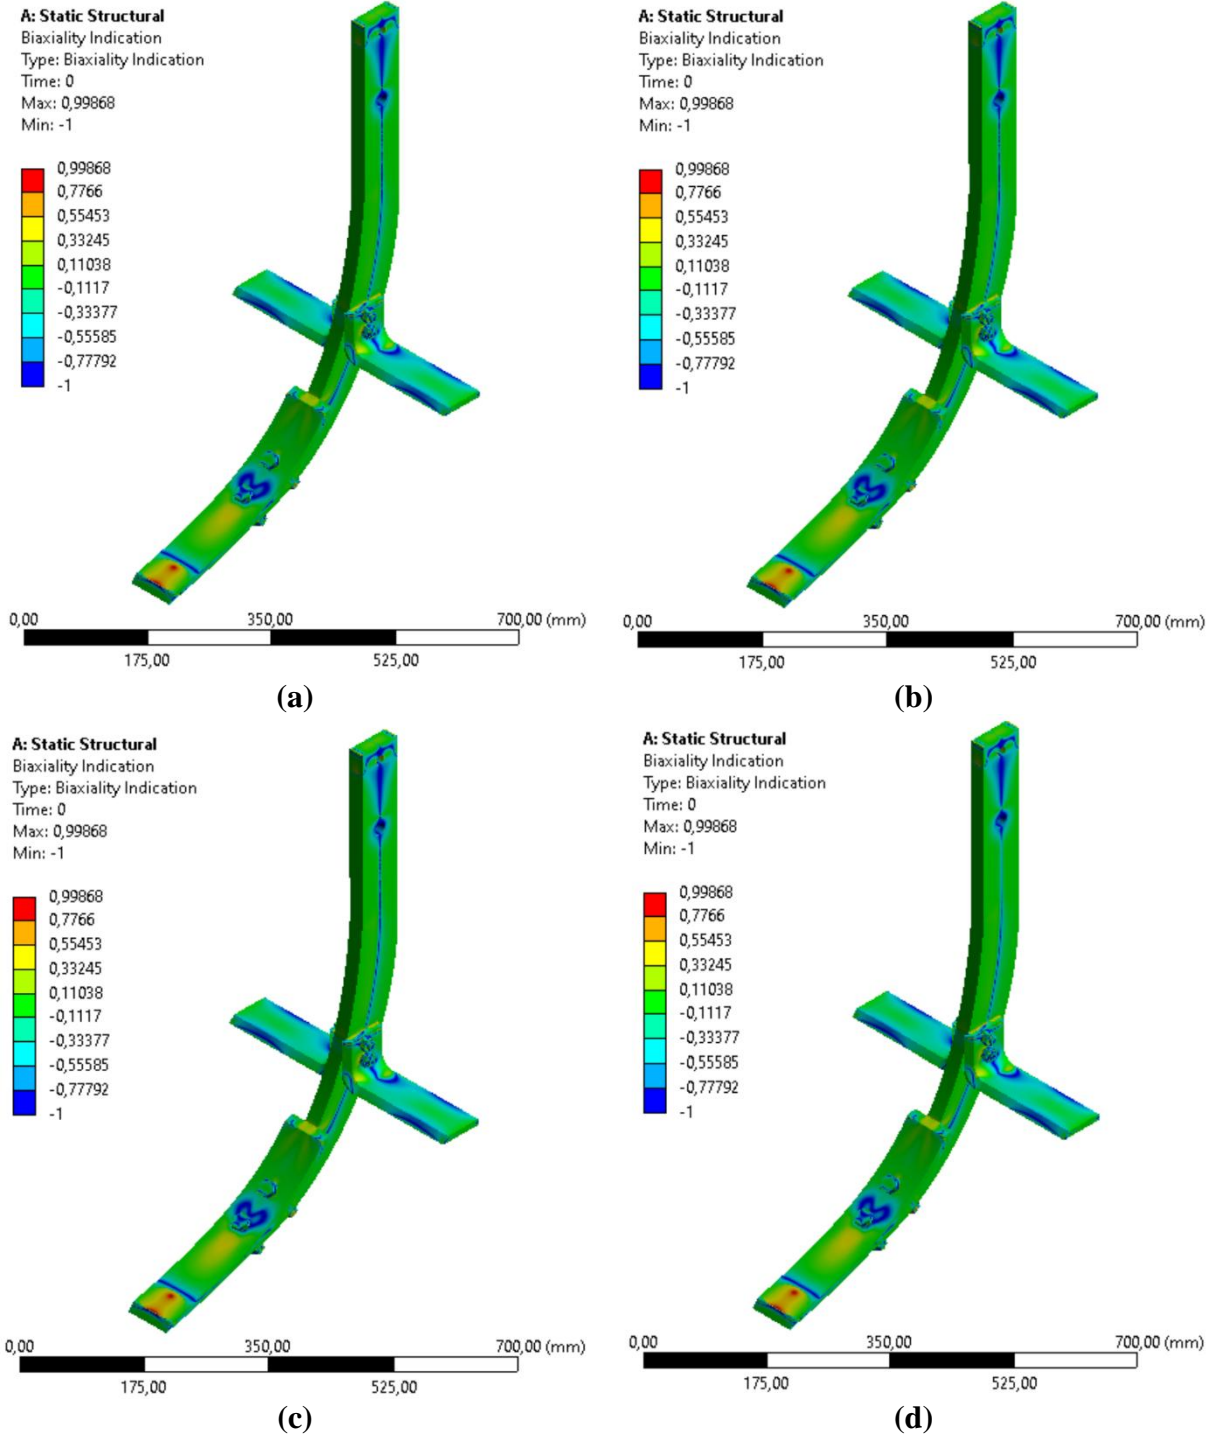 A: Static Structural
Biaxiality Indication
Type: Biaxiality Indication
Time: 0
Max: 0,99868
Min: -1
0,99868
0,7766
0,55453
0,33245
0,11038
-0,1117
-0,33377
-0,55585
-0,77792
-1
0,00 350,00 700,00 (mm)
175,00 525,00
(a)
A: Static Structural
Biaxiality Indication
Type: Biaxiality Indication
Time: 0
Max: 0,99868
Min: -1
0,99868
0,7766
0,55453
0,33245
0,11038
-0,1117
-0,33377
-0,55585
-0,77792
-1
0,00 350,00 700,00 (mm)
175,00 525,00
(b)
A: Static Structural
Biaxiality Indication
Type: Biaxiality Indication
Time: 0
Max: 0,99868
Min: -1
0,99868
0,7766
0,55453
0,33245
0,11038
-0,1117
-0,33377
-0,55585
-0,77792
-1
0,00 350,00 700,00 (mm)
175,00 525,00
(c)
A: Static Structural
Biaxiality Indication
Type: Biaxiality Indication
Time: 0
Max: 0,99868
Min: -1
0,99868
0,7766
0,55453
0,33245
0,11038
-0,1117
-0,33377
-0,55585
-0,77792
-1
0,00 350,00 700,00 (mm)
175,00 525,00
(d)